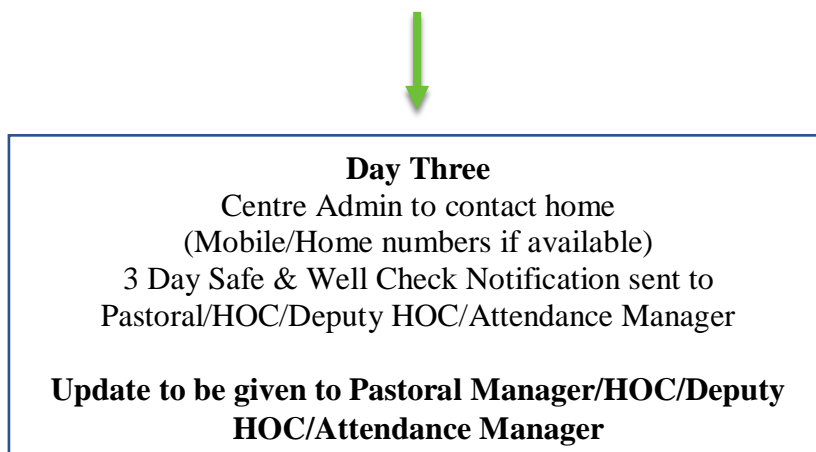 Day Three
Centre Admin to contact home
(Mobile/Home numbers if available)
3 Day Safe & Well Check Notification sent to
Pastoral/HOC/Deputy HOC/Attendance Manager
Update to be given to Pastoral Manager/HOC/Deputy
HOC/Attendance Manager